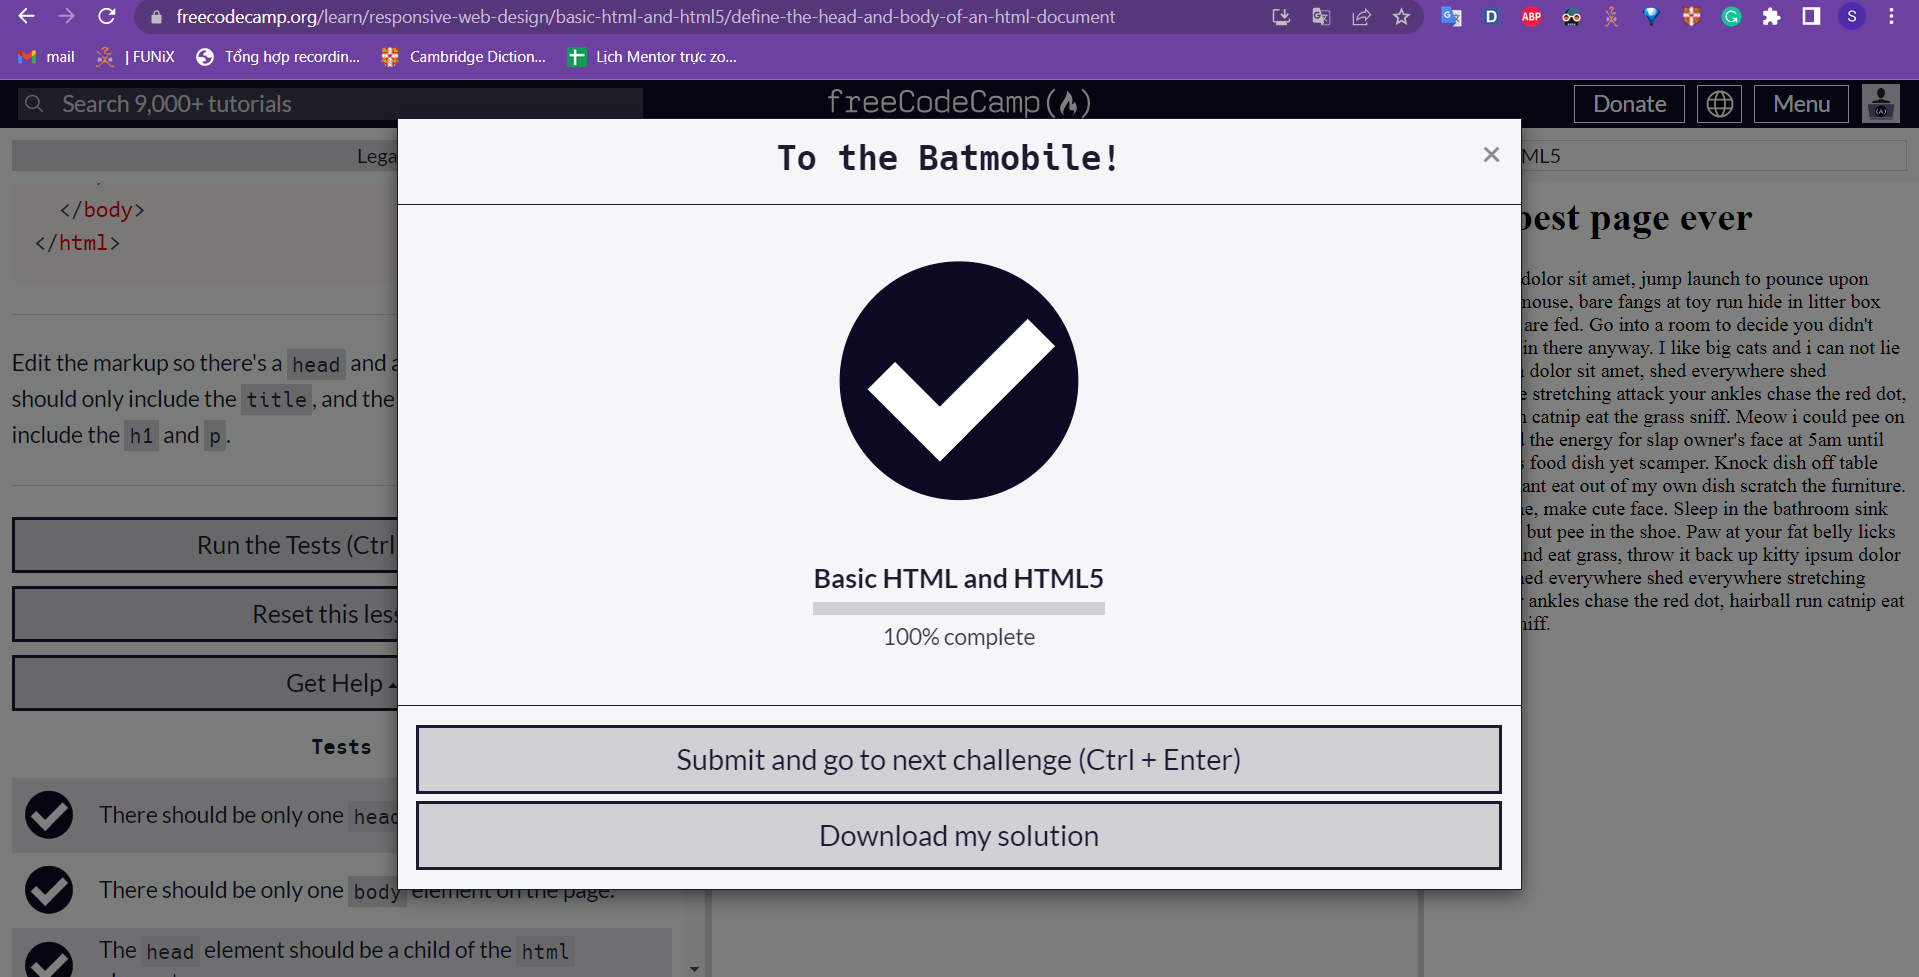 freecodecamp.org/learn/responsive-web-design/basic-html-and-html5/define-the-head-and-body-of-an-html-document
mail
| FUNiX
Tổng hợp recordin...
Cambridge Diction...
Lịch Mentor trực zo...
Search 9,000+ tutorials
freeCodeCamp
Donate
Menu
Lega
ML5
To the Batmobile!
×
</body>
</html>
Edit the markup so there's a head and a
should only include the title, and the
include the h1 and p.
Run the Tests (Ctrl
Reset this less
Get Help
Tests
There should be only one head
There should be only one body element on the page.
The head element should be a child of the html
Basic HTML and HTML5
100% complete
Submit and go to next challenge (Ctrl + Enter)
Download my solution
best page ever
dolor sit amet, jump launch to pounce upon
mouse, bare fangs at toy run hide in litter box
are fed. Go into a room to decide you didn't
in there anyway. I like big cats and i can not lie
dolor sit amet, shed everywhere shed
stretching attack your ankles chase the red dot,
catnip eat the grass sniff. Meow i could pee on
the energy for slap owner's face at 5am until
food dish yet scamper. Knock dish off table
ant eat out of my own dish scratch the furniture.
e, make cute face. Sleep in the bathroom sink
but pee in the shoe. Paw at your fat belly licks
nd eat grass, throw it back up kitty ipsum dolor
ed everywhere shed everywhere stretching
ankles chase the red dot, hairball run catnip eat
niff.